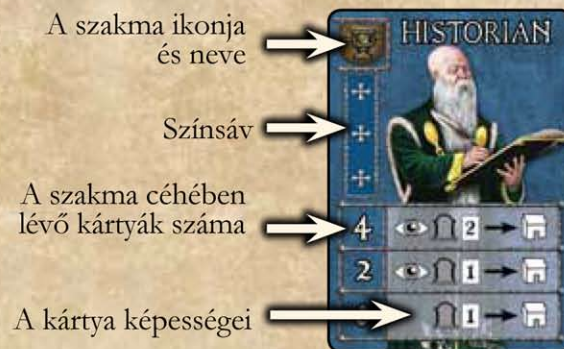 A szakma ikonja
és neve
HISTORIAN
Színsáv
A szakma céhében
lévő kártyák száma
4 2
2 1
A kártya képességei
1